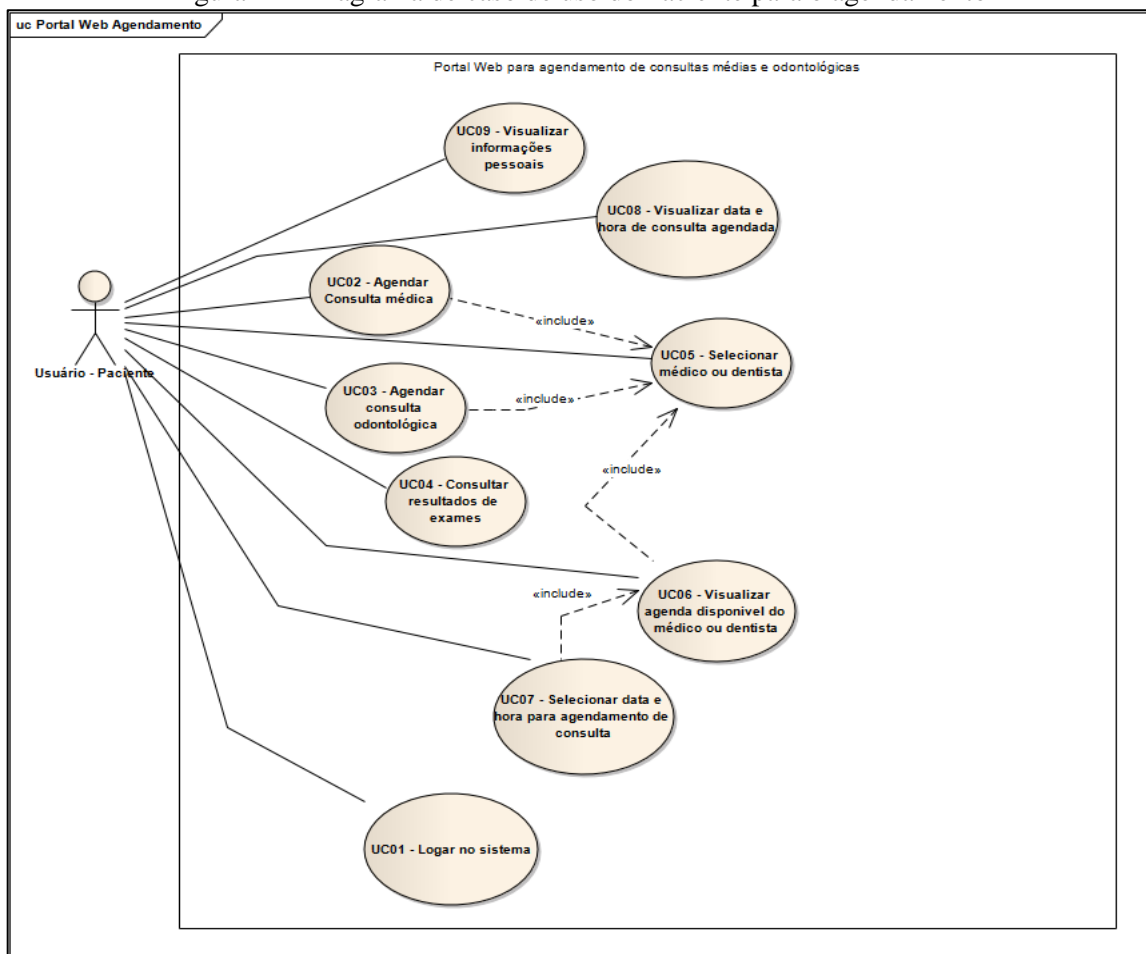 uc Portal Web Agendamento
Portal Web para agendamento de consultas médias e odontológicas
UC09 - Visualizar
informações
pessoais
UC08 - Visualizar data e
hora de consulta agendada
UC02 - Agendar
Consulta médica
«include»
UC05 - Selecionar
médico ou dentista
Usuário - Paciente
UC03 - Agendar
consulta
odontológica
«include»
«include»
UC04 - Consultar
resultados de
exames
«include»
UC06 - Visualizar
agenda disponivel do
médico ou dentista
UC07 - Selecionar data e
hora para agendamento de
consulta
UC01 - Logar no sistema